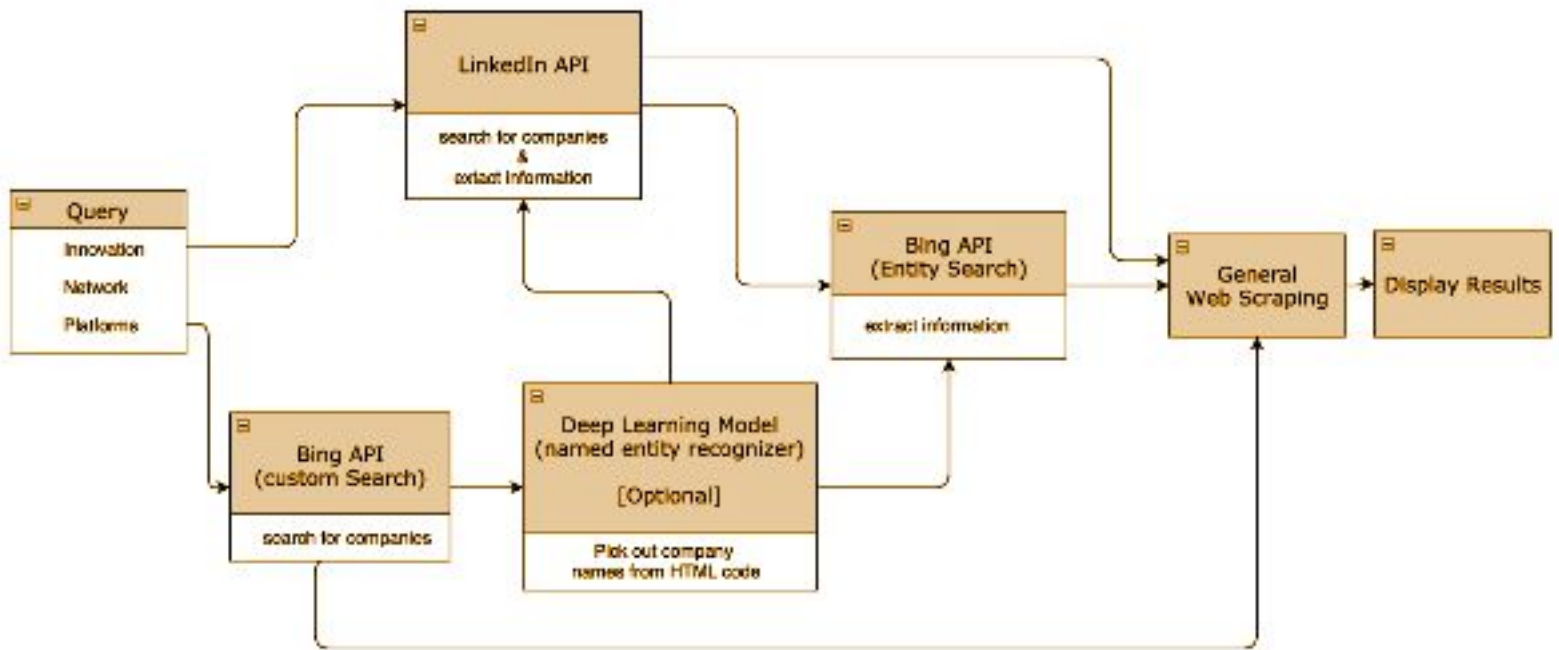 LinkedIn API
search for companies
&
extact information
Query
Innovation
Network
Platforms
Bing API
(Entity Search)
extract information
General
Web Scraping
Display Results
Bing API
(custom Search)
search for companies
Deep Learning Model
(named entity recognizer)
[Optional]
Pick out company
names from HTML code